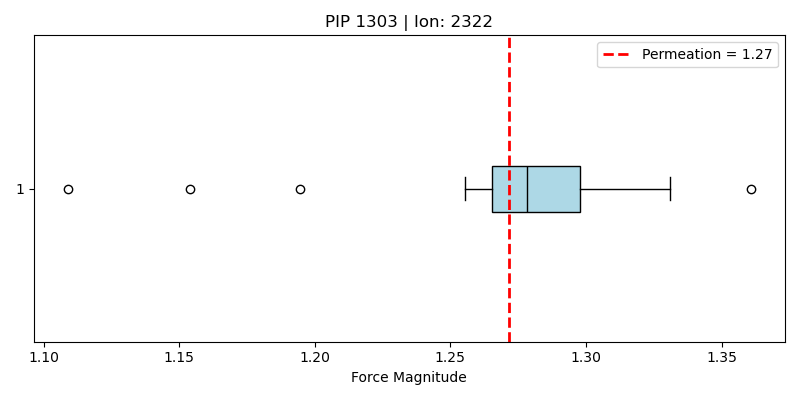 PIP 1303 | Ion: 2322
Permeation = 1.27
1
1.10 1.15 1.20 1.25 1.30 1.35
Force Magnitude